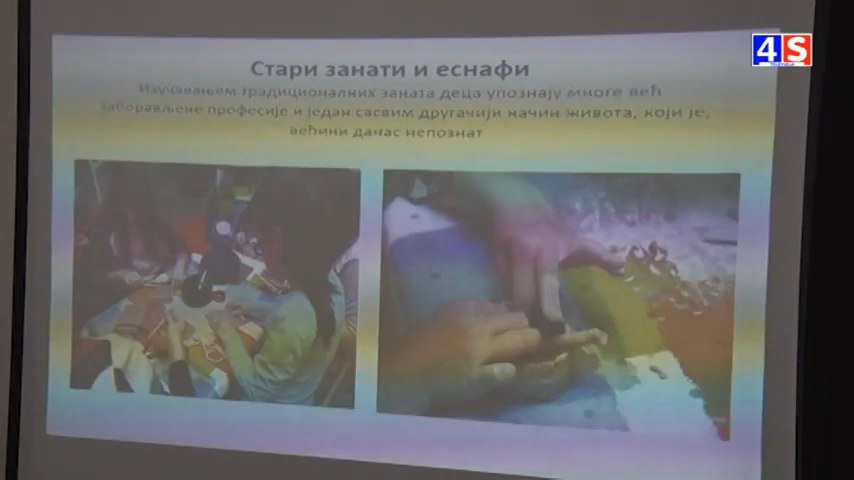 4S
Стари занати и еснафи
Изучавањем традиционалних заната деца упознају многе већ
заборављене професије и један сасвим другачији начин живота, који је,
већини данас непознат